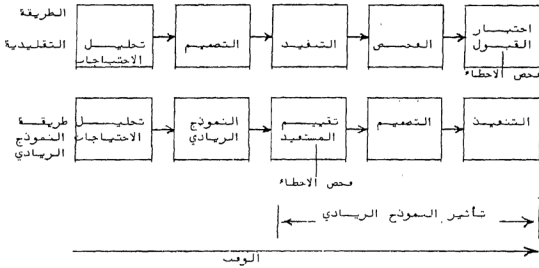 الطريقة
التقليدية
تحليل
الاحتياجات
التصميم
التنفيذ
الفحص
اختبار
القبول
فحص الاخطاء
طريقة
النموذج
الريادي
تحليل
الاحتياجات
النموذج
الريادي
تقييم
المستفيد
التصميم
التنفيذ
فحص الاخطاء
تأثير النموذج الريادي
الوقت